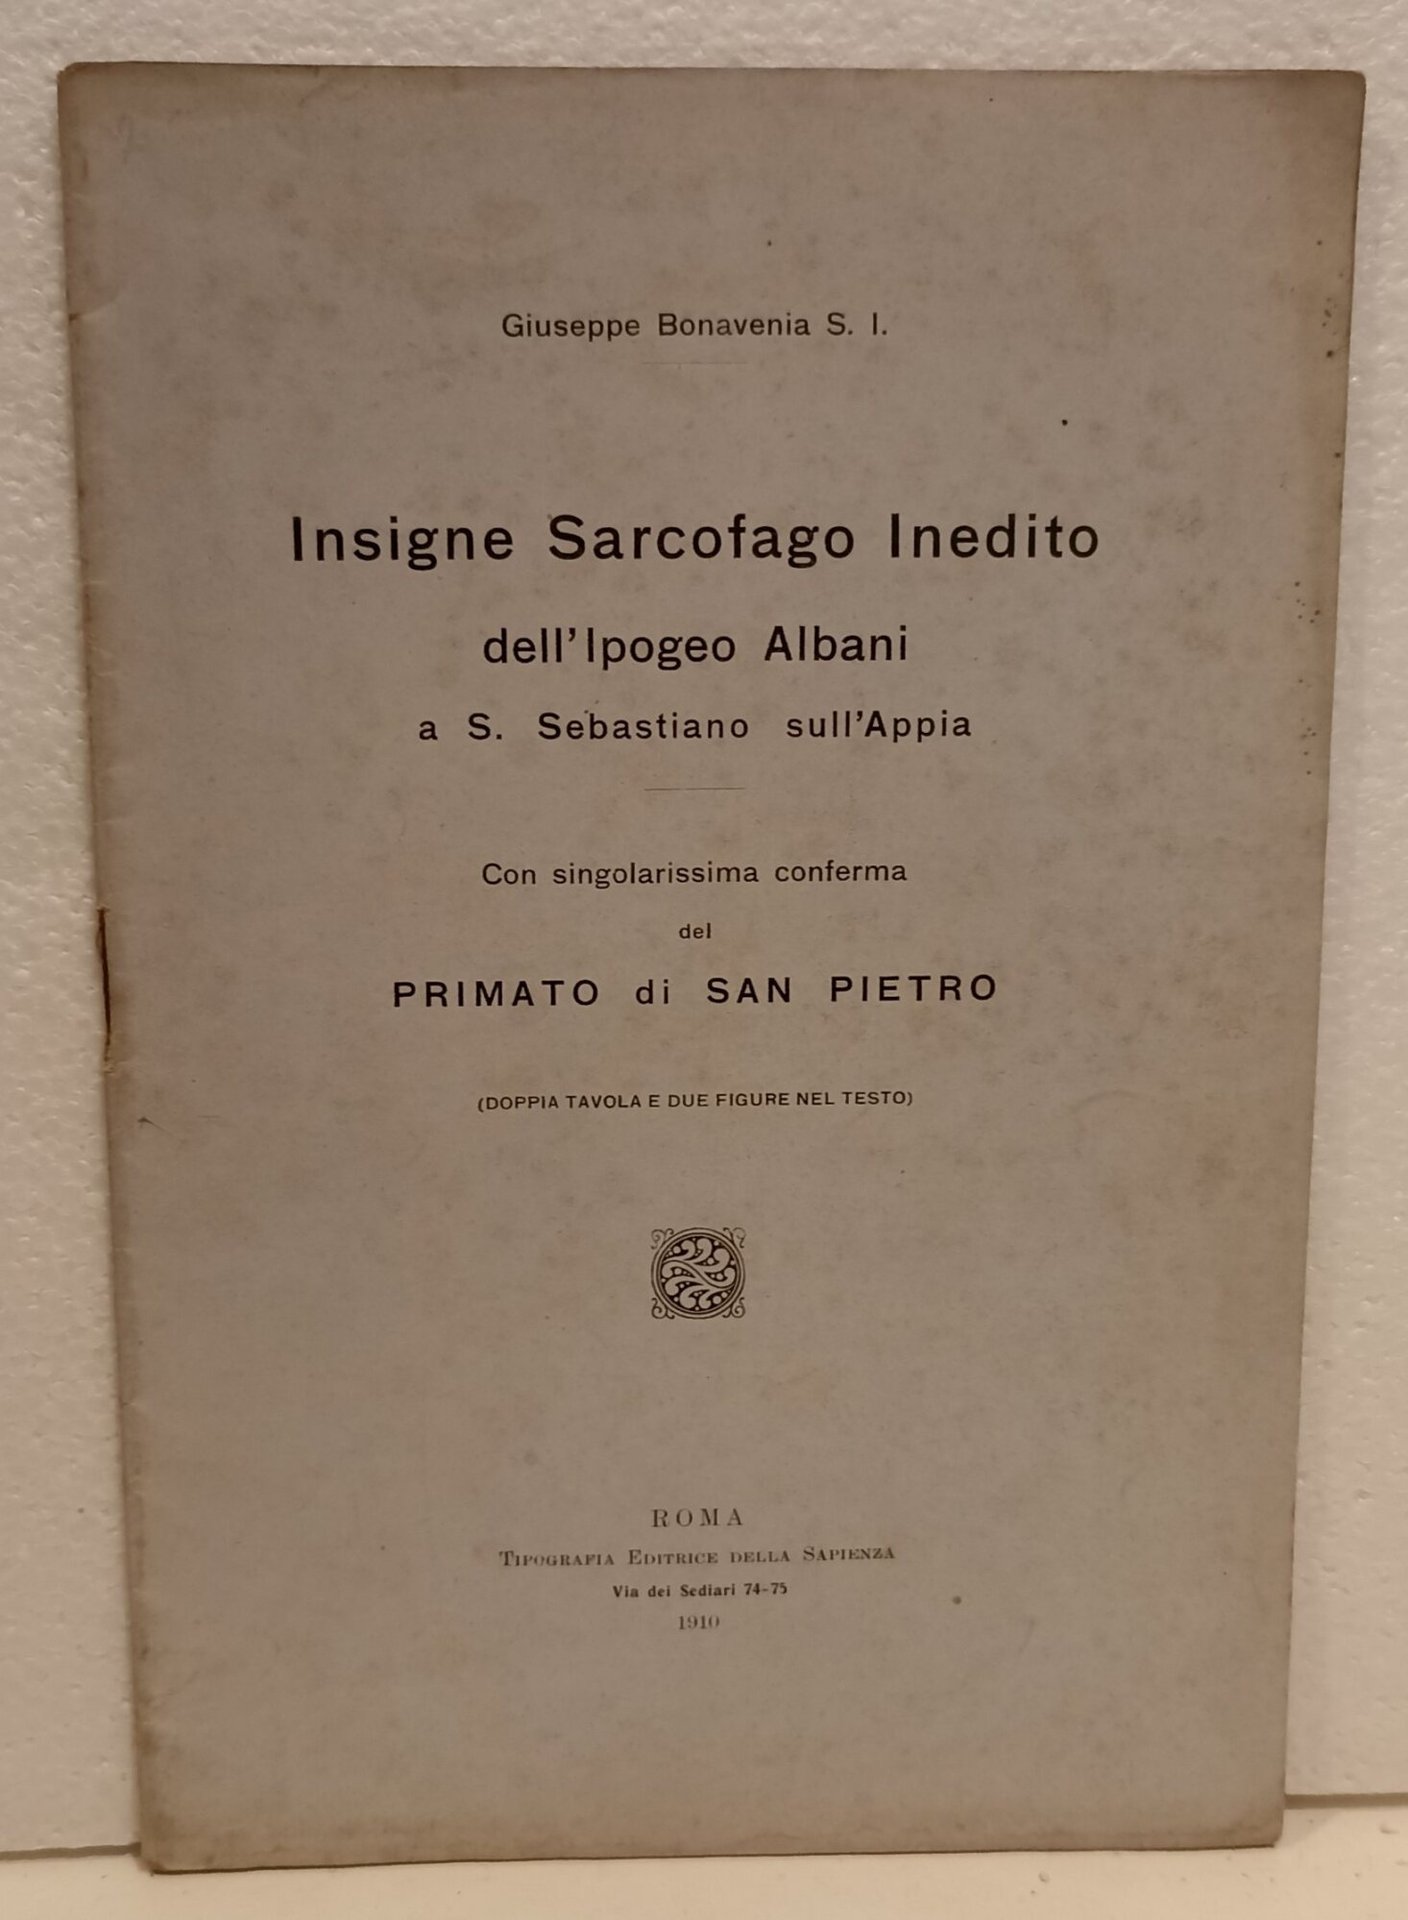 Giuseppe Bonavenia S. I.
Insigne Sarcofago Inedito
dell'Ipogeo Albani
a S. Sebastiano sull'Appia
Con singolarissima conferma
del
PRIMATO di SAN PIETRO
(DOPPIA TAVOLA E DUE FIGURE NEL TESTO)
ROMA
TIPOGRAFIA EDITRICE DELLA SAPIENZA
Via dei Sediari 74-75
1910